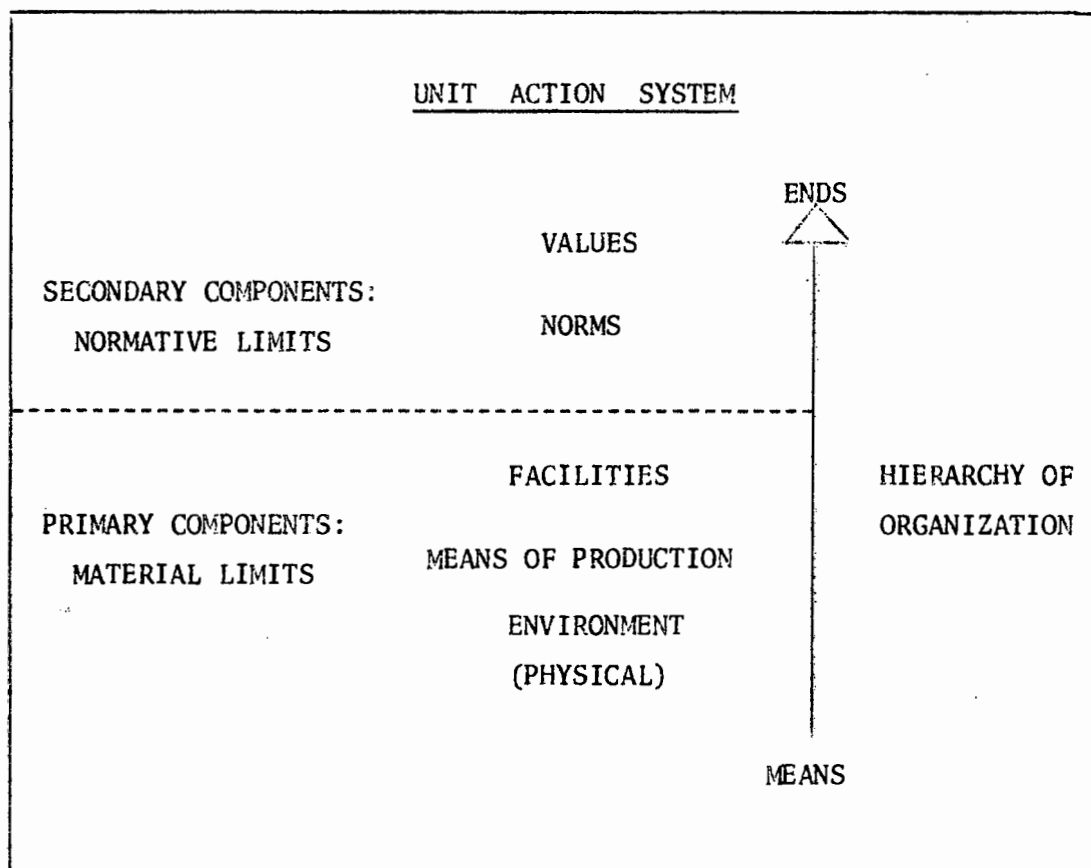 UNIT ACTION SYSTEM
ENDS
VALUES
SECONDARY COMPONENTS:
NORMATIVE LIMITS
NORMS
FACILITIES
HIERARCHY OF
ORGANIZATION
PRIMARY COMPONENTS:
MATERIAL LIMITS
MEANS OF PRODUCTION
ENVIRONMENT
(PHYSICAL)
MEANS